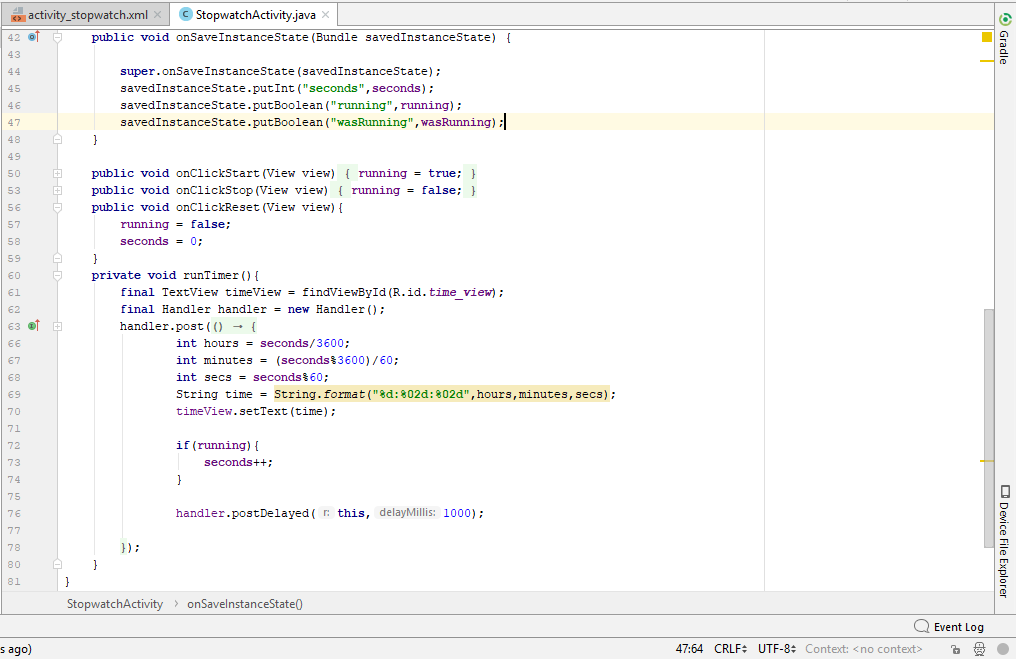 activity_stopwatch.xml StopwatchActivity.java
Gradle
42 public void onSaveInstanceState(Bundle savedInstanceState) {
43
44 super.onSaveInstanceState(savedInstanceState);
45 savedInstanceState.putInt("seconds",seconds);
46 savedInstanceState.putBoolean("running",running);
47 savedInstanceState.putBoolean("wasRunning",wasRunning);
48 }
49
50 public void onClickStart(View view) { running = true; }
53 public void onClickStop(View view) { running = false; }
56 public void onClickReset(View view){
57 running = false;
58 seconds = 0;
59 }
60 private void runTimer(){
61 final TextView timeView = findViewById(R.id.time_view);
62 final Handler handler = new Handler();
63 handler.post(() → {
66 int hours = seconds/3600;
67 int minutes = (seconds%3600)/60;
68 int secs = seconds%60;
69 String time = String.format("%d:%02d:%02d",hours,minutes,secs);
70 timeView.setText(time);
71
72 if(running){
73 seconds++;
74 }
75
76 handler.postDelayed( r: this, delayMillis: 1000);
77
78 });
80 }
81 }
Device File Explorer
StopwatchActivity › onSaveInstanceState()
Event Log
s ago) 47:64 CRLF UTF-8 Context: <no context>